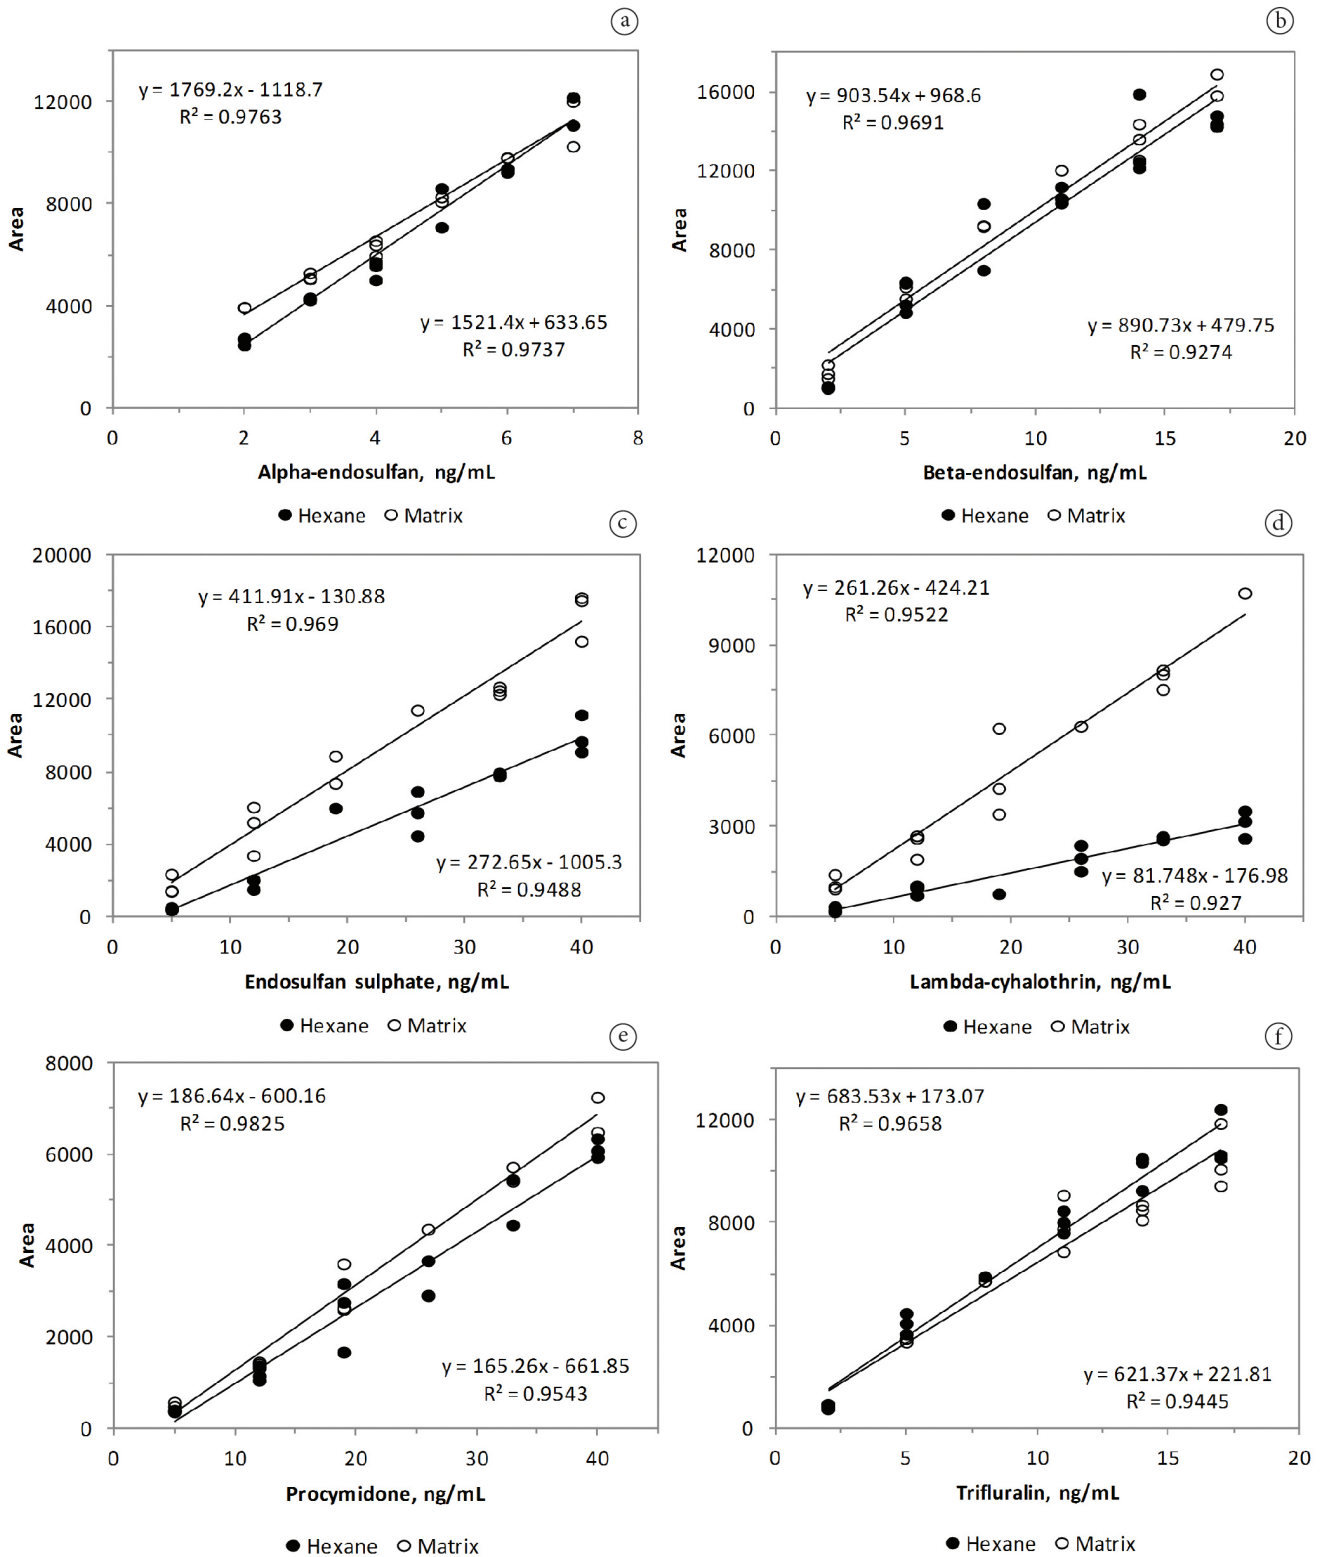 a
y = 1769.2x - 1118.7
R² = 0.9763
12000
8000
4000
0
Area
y = 1521.4x + 633.65
R² = 0.9737
0 2 4 6 8
Alpha-endosulfan, ng/mL
Hexane Matrix
b
y = 903.54x + 968.6
R² = 0.9691
16000
12000
8000
4000
0
Area
y = 890.73x + 479.75
R² = 0.9274
0 5 10 15 20
Beta-endosulfan, ng/mL
Hexane Matrix
c
20000
16000
12000
8000
4000
0
Area
y = 411.91x - 130.88
R² = 0.969
y = 272.65x - 1005.3
R² = 0.9488
0 10 20 30 40
Endosulfan sulphate, ng/mL
Hexane Matrix
d
12000
9000
6000
3000
0
Area
y = 261.26x - 424.21
R² = 0.9522
y = 81.748x - 176.98
R² = 0.927
0 10 20 30 40
Lambda-cyhalothrin, ng/mL
Hexane Matrix
e
8000
6000
4000
2000
0
Area
y = 186.64x - 600.16
R² = 0.9825
y = 165.26x - 661.85
R² = 0.9543
0 10 20 30 40
Procymidone, ng/mL
Hexane Matrix
f
12000
8000
4000
0
Area
y = 683.53x + 173.07
R² = 0.9658
y = 621.37x + 221.81
R² = 0.9445
0 5 10 15 20
Trifluralin, ng/mL
Hexane Matrix